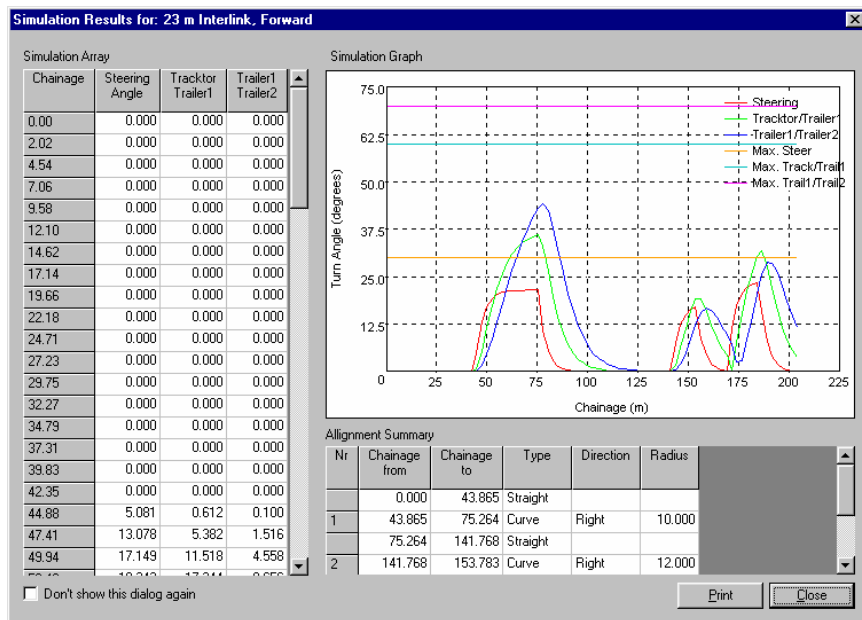 Simulation Results for: 23 m Interlink, Forward
Simulation Array
Chainage Steering Angle Tracktor Trailer1 Trailer1 Trailer2
0.00 0.000 0.000 0.000
2.02 0.000 0.000 0.000
4.54 0.000 0.000 0.000
7.06 0.000 0.000 0.000
9.58 0.000 0.000 0.000
12.10 0.000 0.000 0.000
14.62 0.000 0.000 0.000
17.14 0.000 0.000 0.000
19.66 0.000 0.000 0.000
22.18 0.000 0.000 0.000
24.71 0.000 0.000 0.000
27.23 0.000 0.000 0.000
29.75 0.000 0.000 0.000
32.27 0.000 0.000 0.000
34.79 0.000 0.000 0.000
37.31 0.000 0.000 0.000
39.83 0.000 0.000 0.000
42.35 0.000 0.000 0.000
44.88 5.081 0.612 0.100
47.41 13.078 5.382 1.516
49.94 17.149 11.518 4.558
Simulation Graph
Turn Angle (degrees)
75.0
62.5
50.0
37.5
25.0
12.5
0 25 50 75 100 125 150 175 200 225
Chainage (m)
Steering
Tracktor/Trailer1
Trailer1/Trailer2
Max. Steer
Max. Track/Trail1
Max. Trail1/Trail2
Allignment Summary
Nr Chainage from Chainage to Type Direction Radius
0.000 43.865 Straight
1 43.865 75.264 Curve Right 10.000
75.264 141.768 Straight
2 141.768 153.783 Curve Right 12.000
Don't show this dialog again
Print
Close